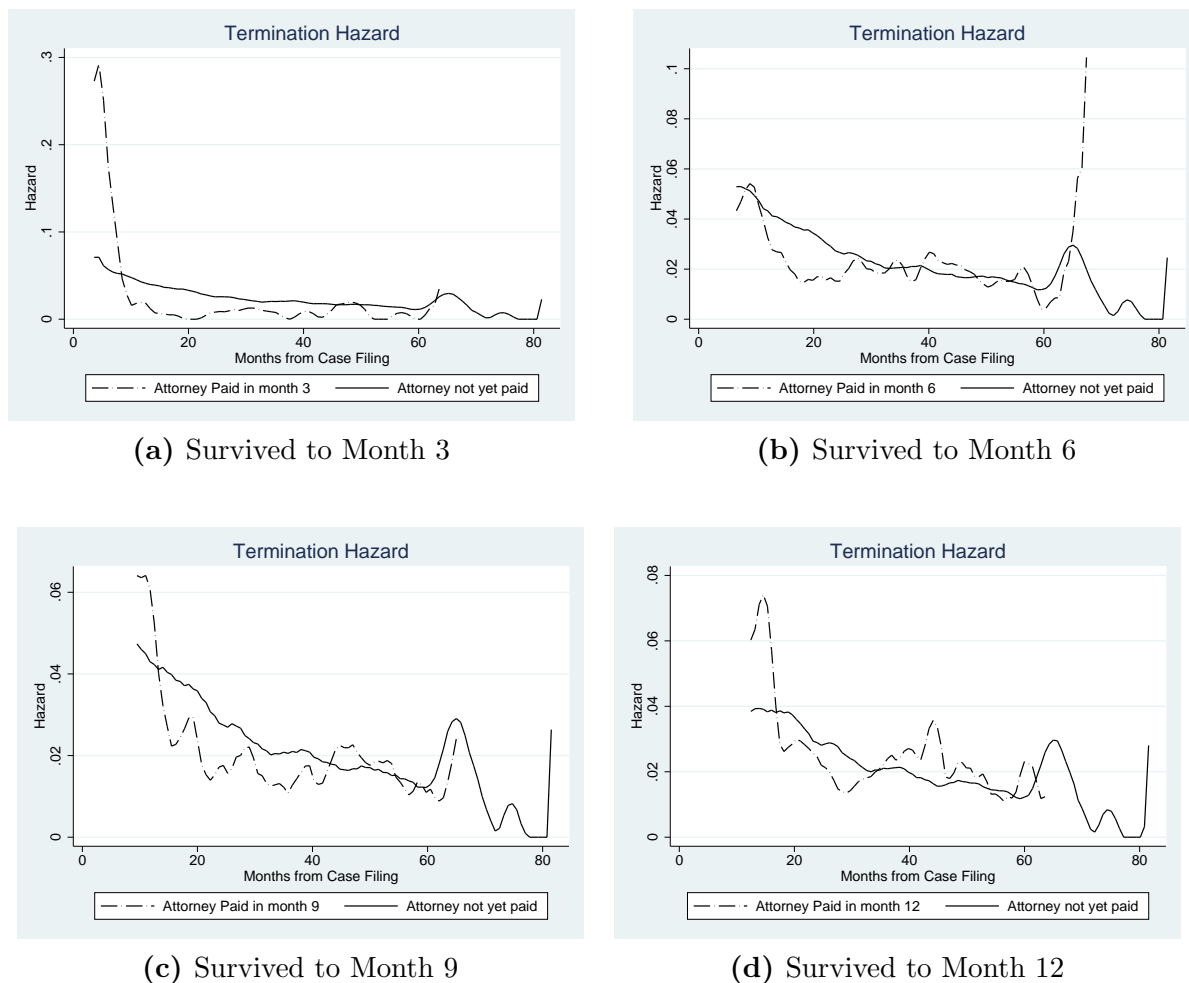 Termination Hazard
Hazard
.3
.2
.1
0
0 20 40 60 80
Months from Case Filing
Attorney Paid in month 3 Attorney not yet paid
(a) Survived to Month 3
Termination Hazard
Hazard
.1
.08
.06
.04
.02
0
0 20 40 60 80
Months from Case Filing
Attorney Paid in month 6 Attorney not yet paid
(b) Survived to Month 6
Termination Hazard
Hazard
.06
.04
.02
0
0 20 40 60 80
Months from Case Filing
Attorney Paid in month 9 Attorney not yet paid
(c) Survived to Month 9
Termination Hazard
Hazard
.08
.06
.04
.02
0
0 20 40 60 80
Months from Case Filing
Attorney Paid in month 12 Attorney not yet paid
(d) Survived to Month 12